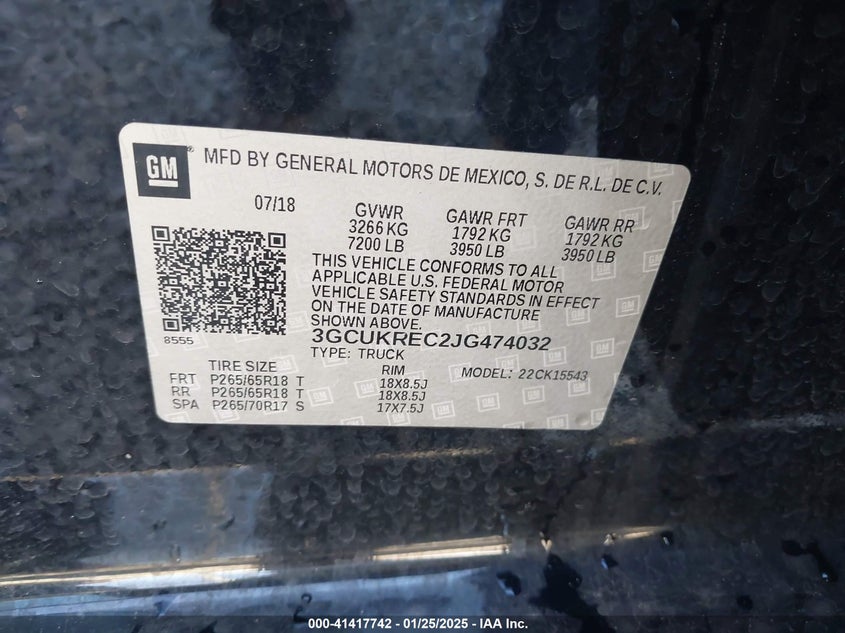 GM
MFD BY GENERAL MOTORS DE MEXICO, S. DE R.L. DE C.V.
07/18
GVWR
3266 KG
7200 LB
GAWR FRT
1792 KG
3950 LB
GAWR RR
1792 KG
3950 LB
THIS VEHICLE CONFORMS TO ALL
APPLICABLE U.S. FEDERAL MOTOR
VEHICLE SAFETY STANDARDS IN EFFECT
ON THE DATE OF MANUFACTURE
SHOWN ABOVE.
8555
3GCUKREC2JG474032
TYPE: TRUCK
TIRE SIZE RIM MODEL: 22CK15543
FRT P265/65R18 T 18X8.5J
RR P265/65R18 T 18X8.5J
SPA P265/70R17 S 17X7.5J
000-41417742 / 01/25/2025 - IAA Inc.